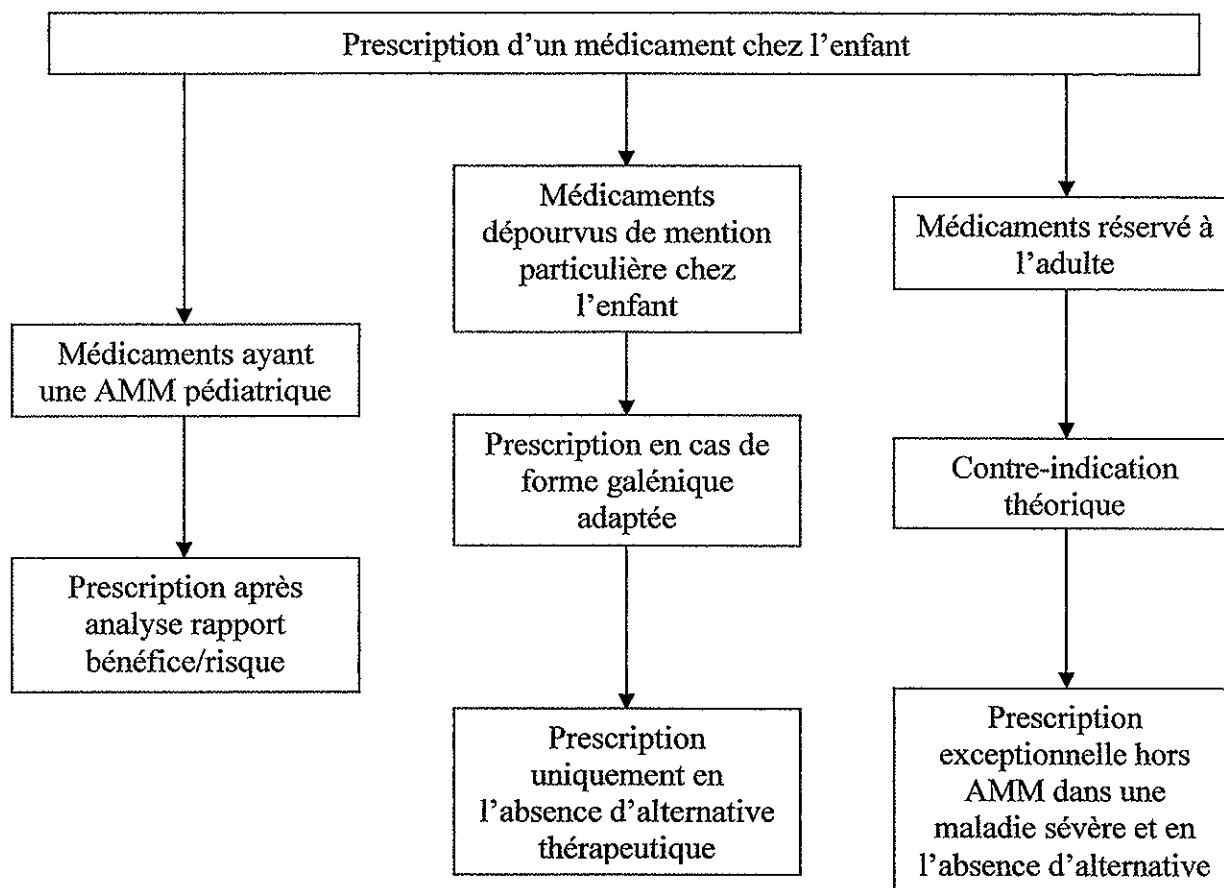 Prescription d'un médicament chez l'enfant
Médicaments ayant
une AMM pédiatrique
Prescription après
analyse rapport
bénéfice/risque
Médicaments
dépourvus de mention
particulière chez
l'enfant
Prescription en cas de
forme galénique
adaptée
Prescription
uniquement en
l'absence d'alternative
thérapeutique
Médicaments réservé à
l'adulte
Contre-indication
théorique
Prescription
exceptionnelle hors
AMM dans une
maladie sévère et en
l'absence d'alternative